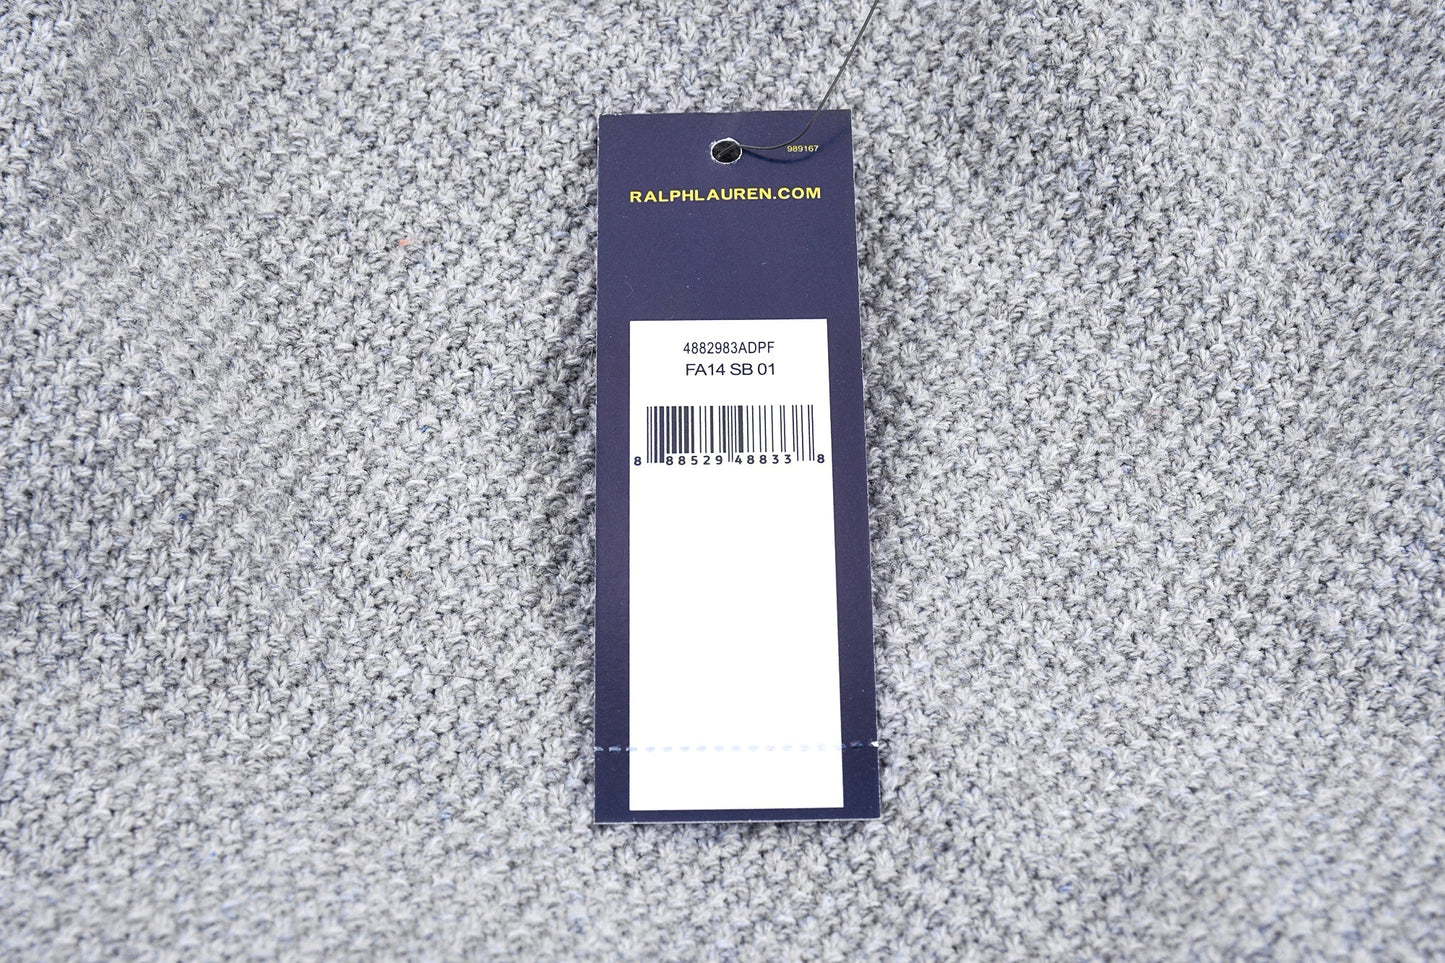 989167
RALPHLAUREN.COM
4882983ADPF
FA14 SB 01
8 88529 48833 8